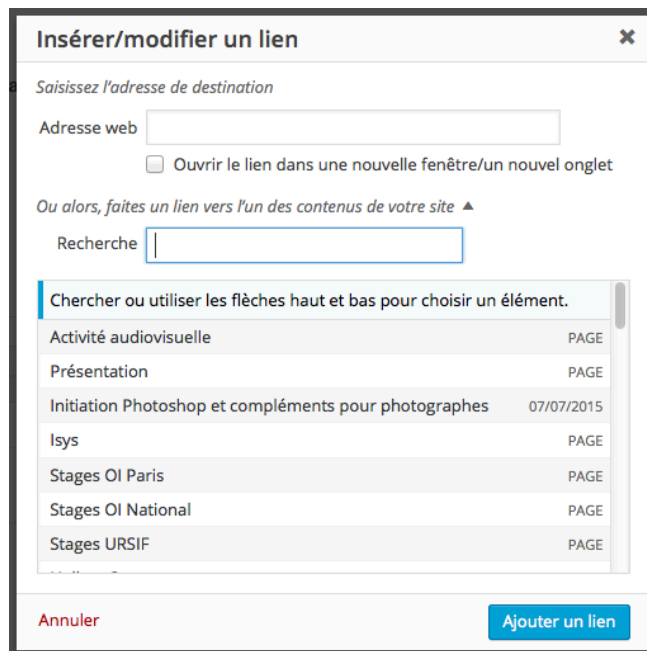 Insérer/modifier un lien
Saisissez l'adresse de destination
Adresse web
Ouvrir le lien dans une nouvelle fenêtre/un nouvel onglet
Ou alors, faites un lien vers l'un des contenus de votre site ▲
Recherche
Chercher ou utiliser les flèches haut et bas pour choisir un élément.
Activité audiovisuelle PAGE
Présentation PAGE
Initiation Photoshop et compléments pour photographes 07/07/2015
Isys PAGE
Stages OI Paris PAGE
Stages OI National PAGE
Stages URSIF PAGE
Annuler Ajouter un lien